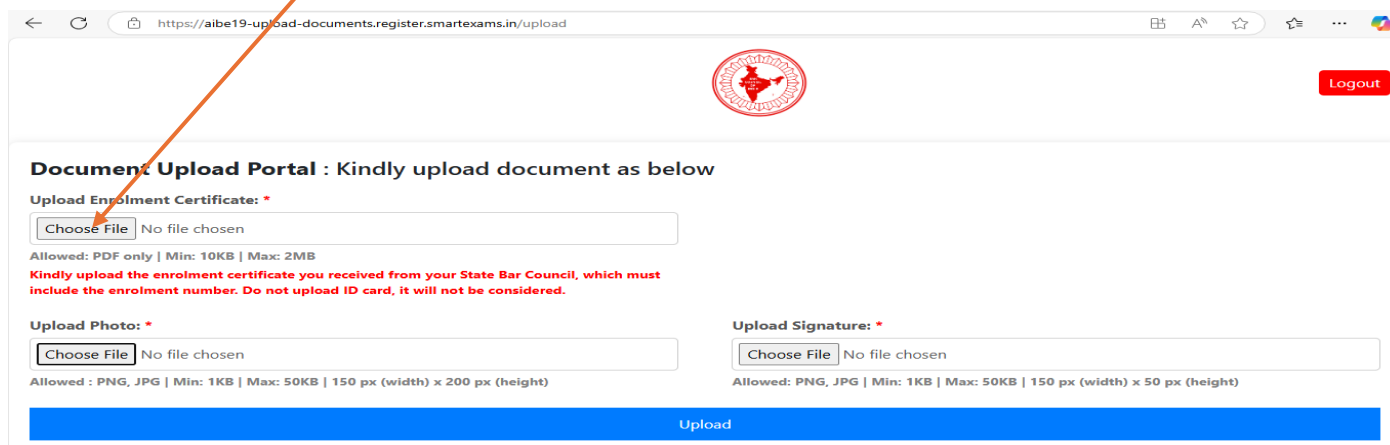 https://aibe19-upload-documents.register.smartexams.in/upload
Logout
Document Upload Portal : Kindly upload document as below
Upload Enrolment Certificate: *
Choose File No file chosen
Allowed: PDF only | Min: 10KB | Max: 2MB
Kindly upload the enrolment certificate you received from your State Bar Council, which must
include the enrolment number. Do not upload ID card, it will not be considered.
Upload Photo: *
Choose File No file chosen
Allowed : PNG, JPG | Min: 1KB | Max: 50KB | 150 px (width) x 200 px (height)
Upload Signature: *
Choose File No file chosen
Allowed: PNG, JPG | Min: 1KB | Max: 50KB | 150 px (width) x 50 px (height)
Upload